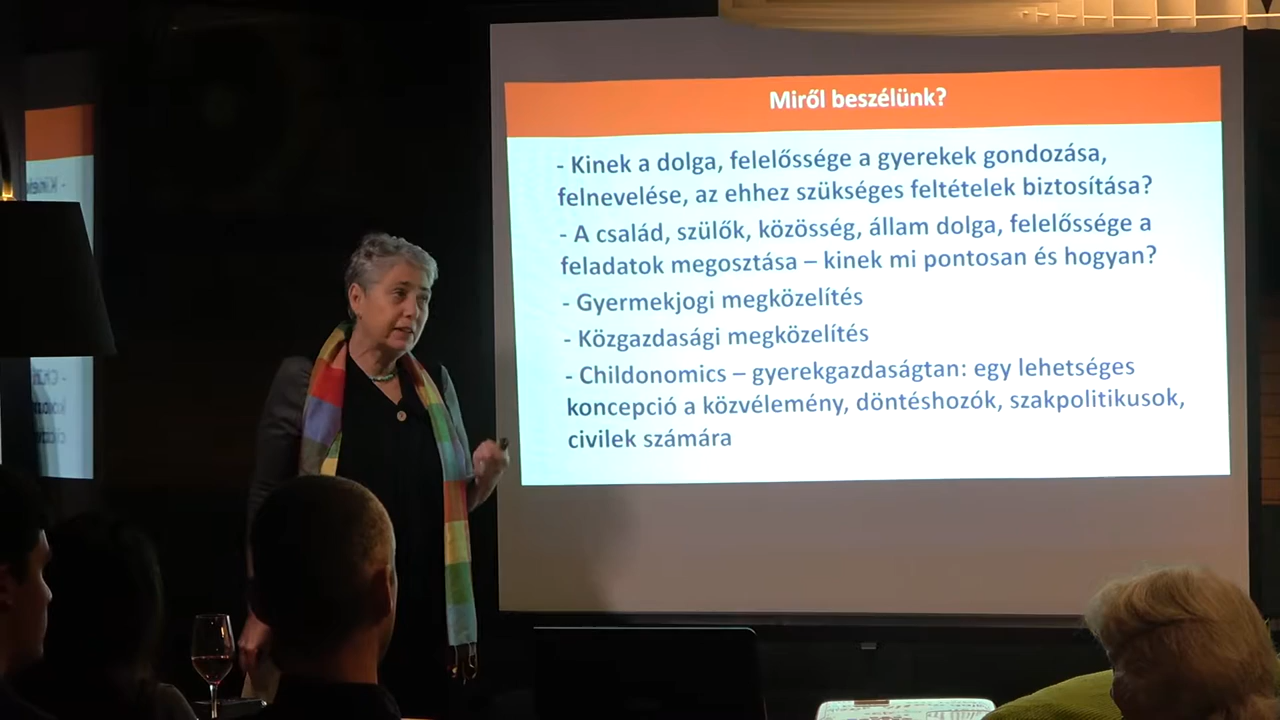 Miről beszélünk?
- Kinek a dolga, felelőssége a gyerekek gondozása,
felnevelése, az ehhez szükséges feltételek biztosítása?
- A család, szülők, közösség, állam dolga, felelőssége a
feladatok megosztása – kinek mi pontosan és hogyan?
- Gyermekjogi megközelítés
- Közgazdasági megközelítés
- Childonomics – gyerekgazdaságtan: egy lehetséges
koncepció a közvélemény, döntéshozók, szakpolitikusok,
civilek számára